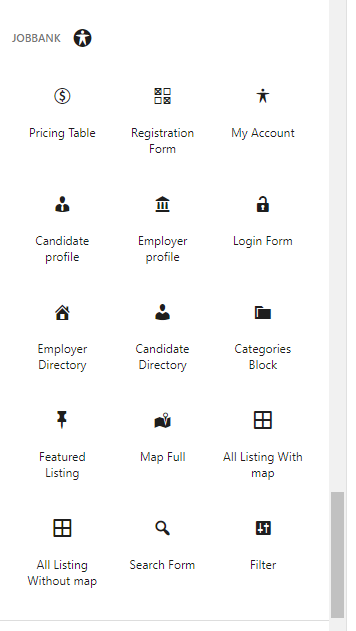 JOBBANK
Pricing Table
Registration
Form
My Account
Candidate
profile
Employer
profile
Login Form
Employer
Directory
Candidate
Directory
Categories
Block
Featured
Listing
Map Full
All Listing With
map
All Listing
Without map
Search Form
Filter